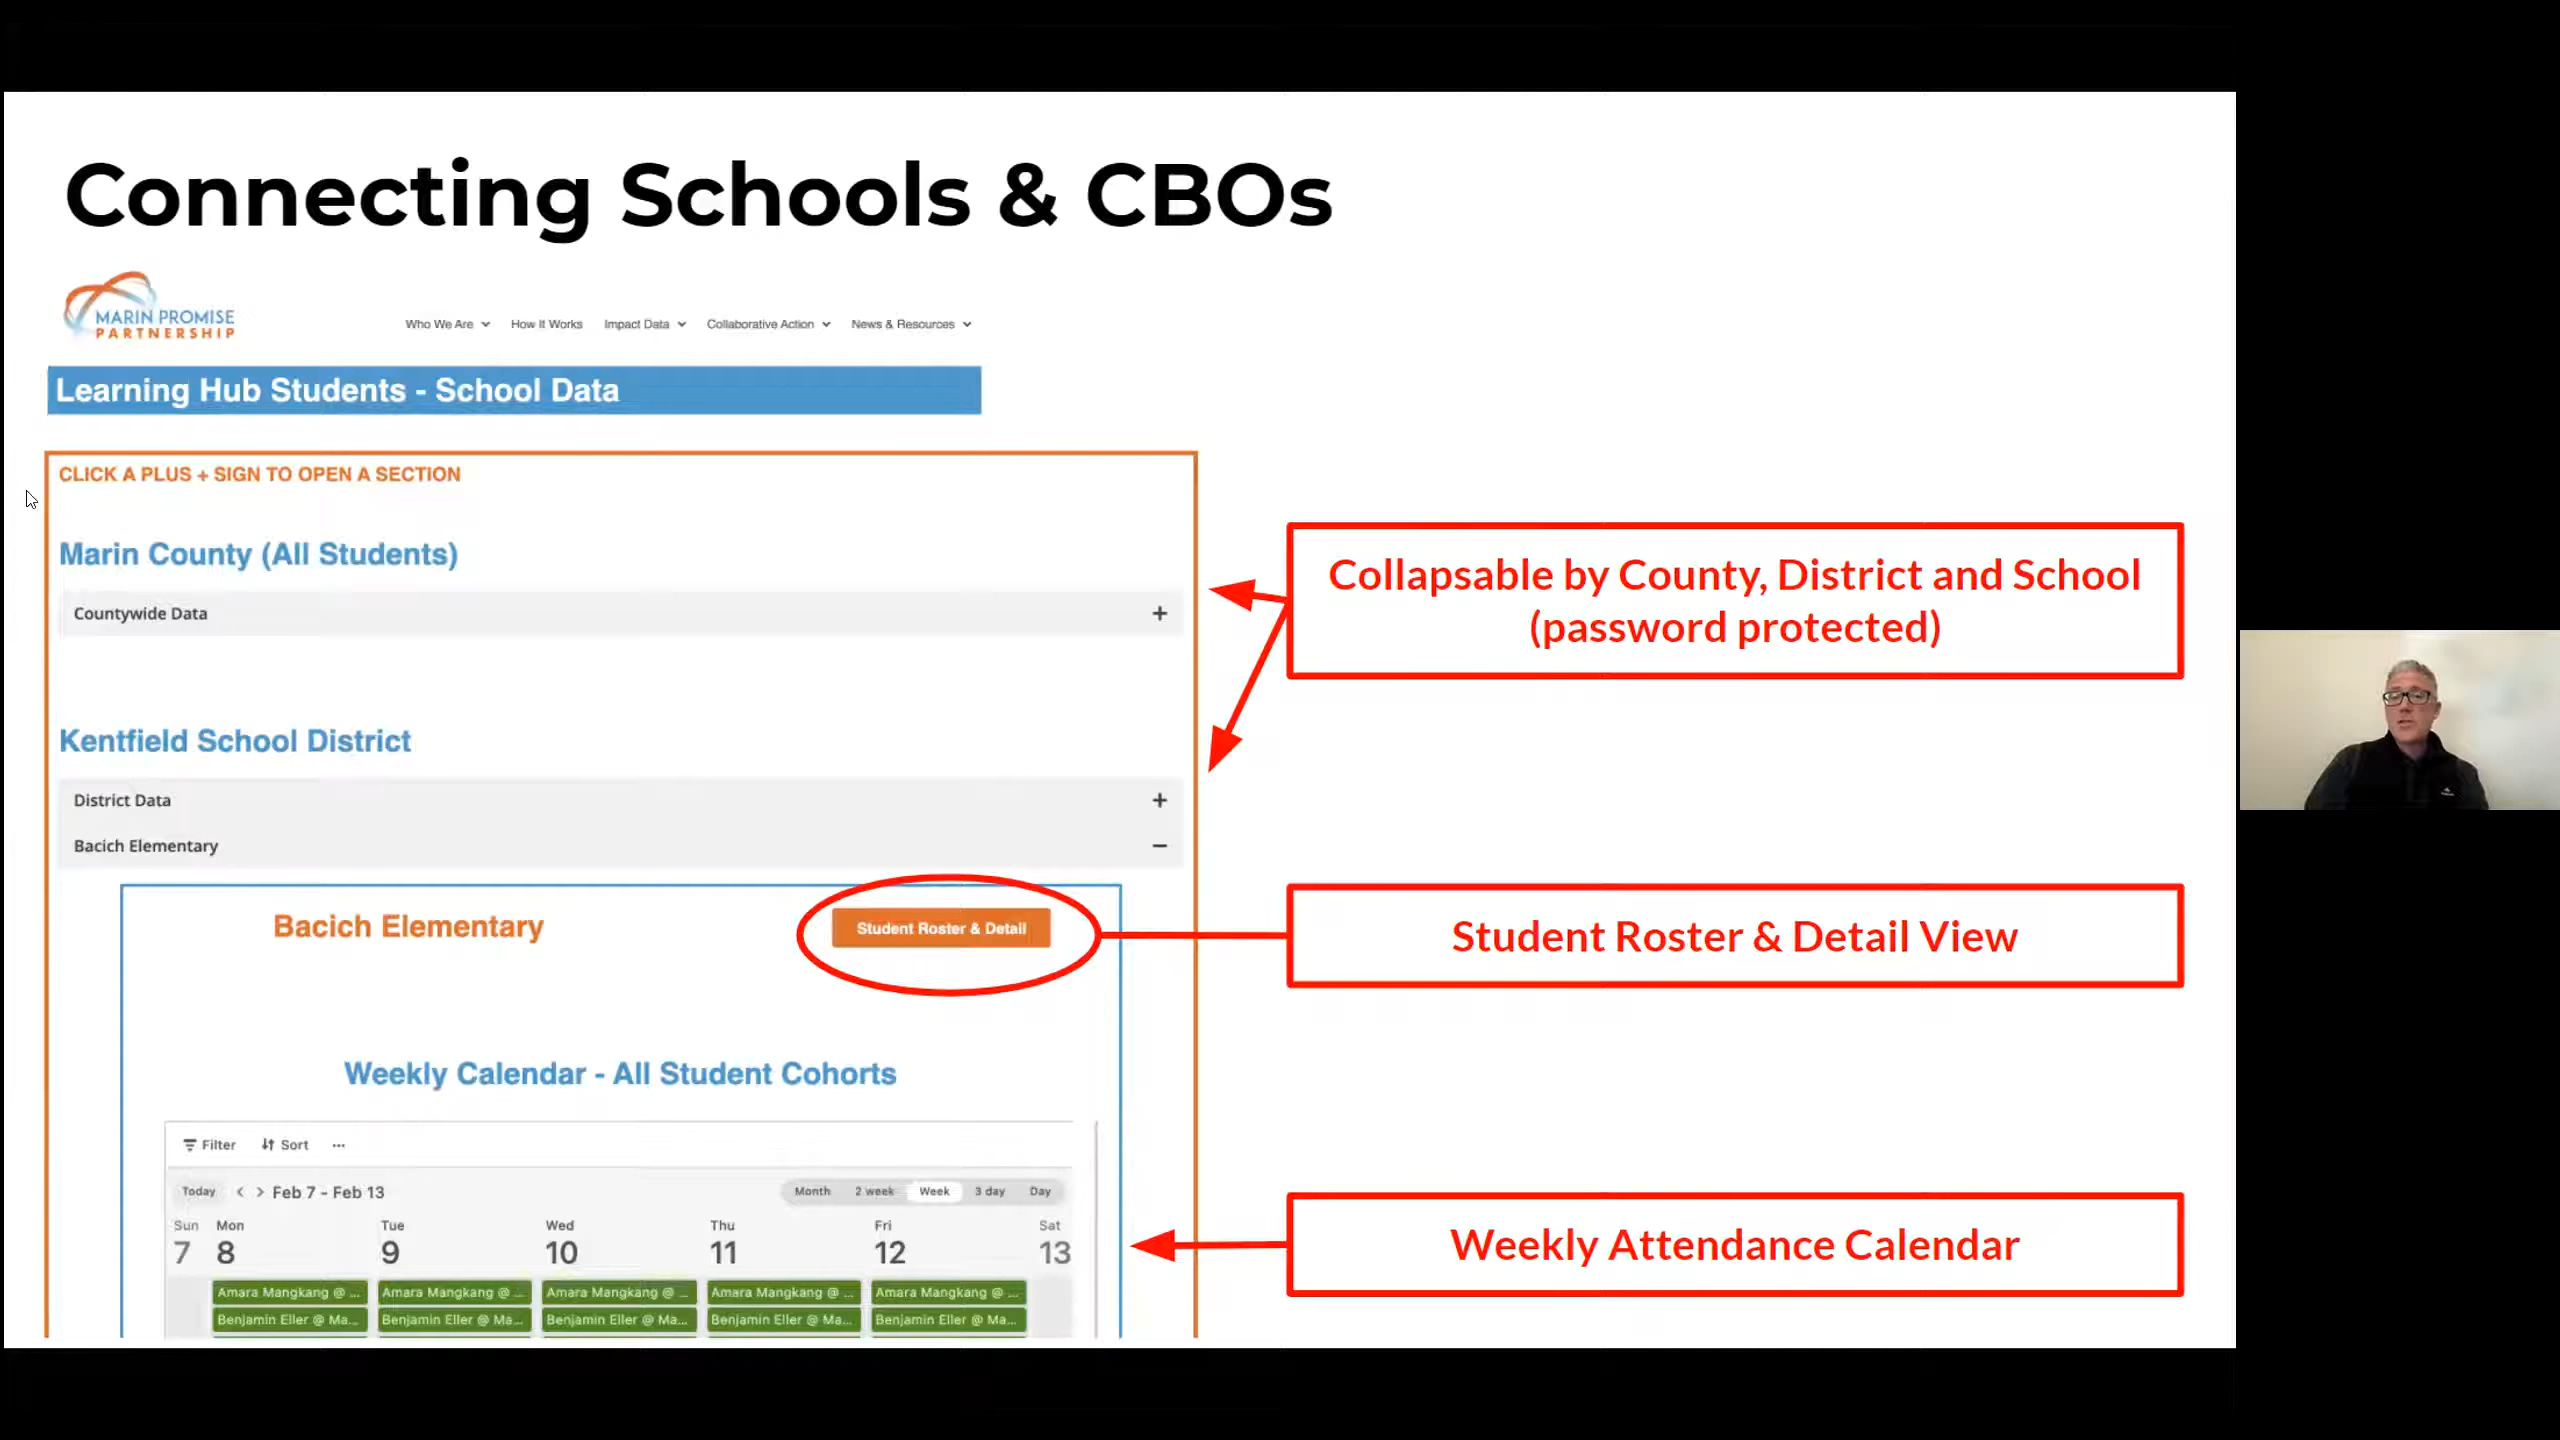 Connecting Schools & CBOs
MARIN PROMISE
PARTNERSHIP
Who We Are How It Works Impact Data Collaborative Action News & Resources
Learning Hub Students - School Data
CLICK A PLUS + SIGN TO OPEN A SECTION
Marin County (All Students)
Countywide Data +
Kentfield School District
District Data +
Bacich Elementary −
Bacich Elementary
Student Roster & Detail
Weekly Calendar - All Student Cohorts
Filter Sort ...
Today < > Feb 7 - Feb 13
Month 2 week Week 3 day Day
Sun Mon Tue Wed Thu Fri Sat
7 8 9 10 11 12 13
Amara Mangkang @ ... Amara Mangkang @ ... Amara Mangkang @ ... Amara Mangkang @ ... Amara Mangkang @ ...
Benjamin Eller @ Ma... Benjamin Eller @ Ma... Benjamin Eller @ Ma... Benjamin Eller @ Ma... Benjamin Eller @ Ma...
Collapsable by County, District and School
(password protected)
Student Roster & Detail View
Weekly Attendance Calendar